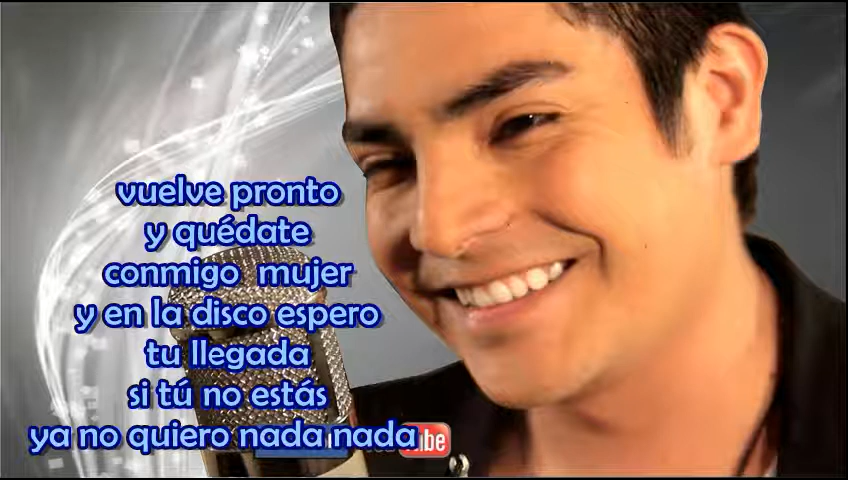 vuelve pronto
y quédate
conmigo mujer
y en la disco espero
tu llegada
si tú no estás
ya no quiero nada nada